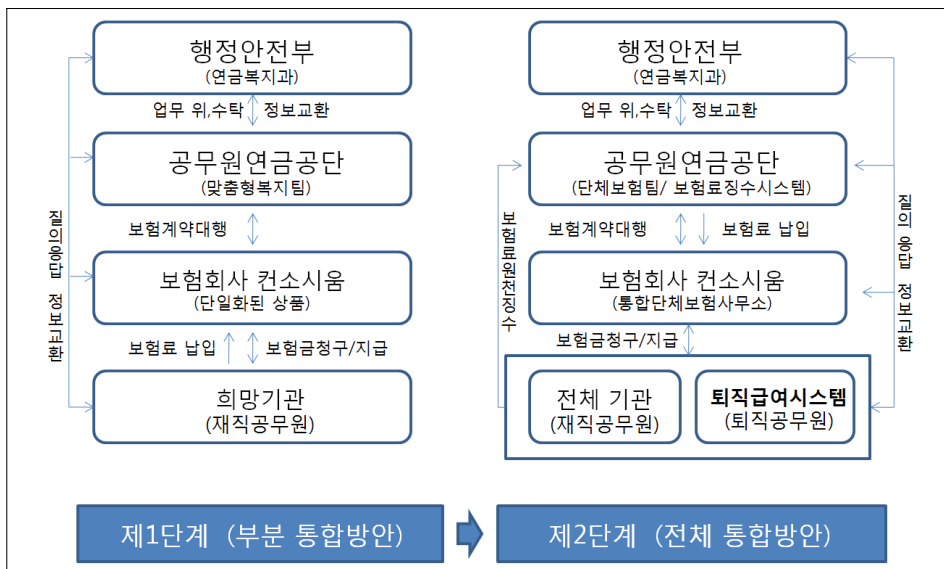 행정안전부
(연금복지과)
업무 위,수탁 정보교환
공무원연금공단
(맞춤형복지팀)
보험계약대행
보험회사 컨소시움
(단일화된 상품)
보험료 납입 보험금청구/지급
희망기관
(재직공무원)
질의응답 정보교환
제1단계 (부분 통합방안)
행정안전부
(연금복지과)
업무 위,수탁 정보교환
공무원연금공단
(단체보험팀/ 보험료징수시스템)
보험계약대행 보험료 납입
보험회사 컨소시움
(통합단체보험사무소)
보험금청구/지급
전체 기관
(재직공무원)
퇴직급여시스템
(퇴직공무원)
보험료원천징수
질의 응답 정보교환
제2단계 (전체 통합방안)